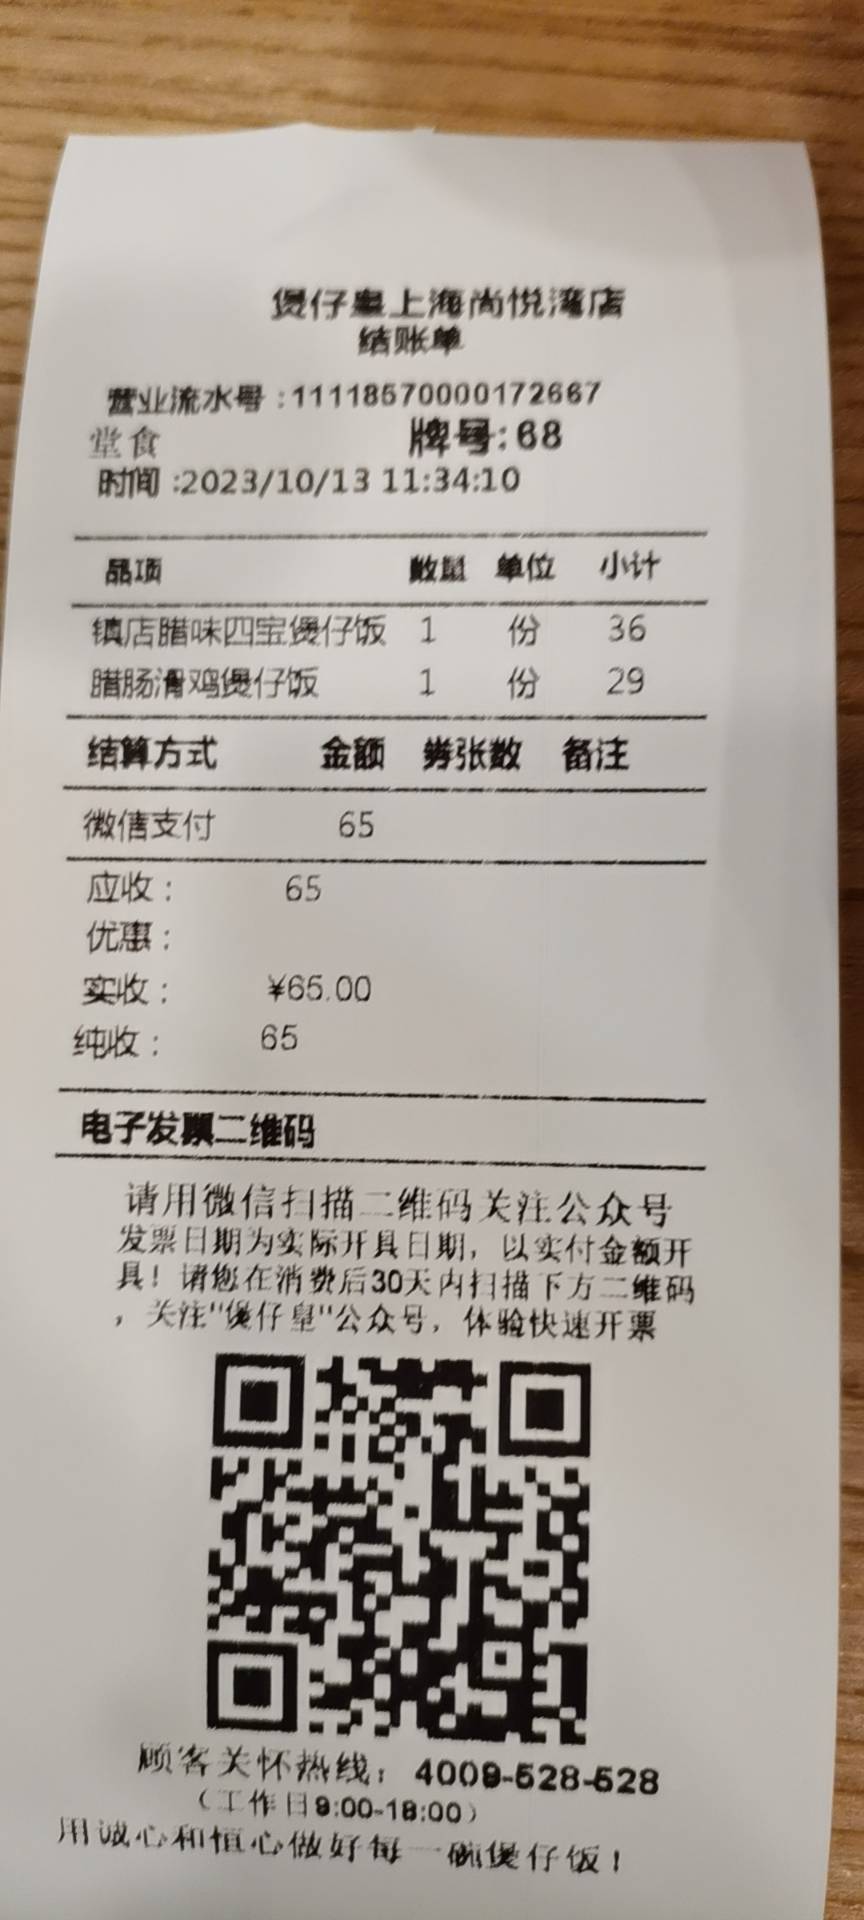 煲仔皇上海尚悦湾店
结账单
营业流水号:11118570000172667
堂食 牌号:68
时间:2023/10/13 11:34:10
品项 数量 单位 小计
镇店腊味四宝煲仔饭 1 份 36
腊肠滑鸡煲仔饭 1 份 29
结算方式 金额 券张数 备注
微信支付 65
应收: 65
优惠:
实收: ¥65.00
纯收: 65
电子发票二维码
请用微信扫描二维码关注公众号
发票日期为实际开具日期，以实付金额开
具！请您在消费后30天内扫描下方二维码
，关注"煲仔皇"公众号，体验快速开票
顾客关怀热线：4009-528-528
（工作日9:00-18:00）
用诚心和恒心做好每一碗煲仔饭！